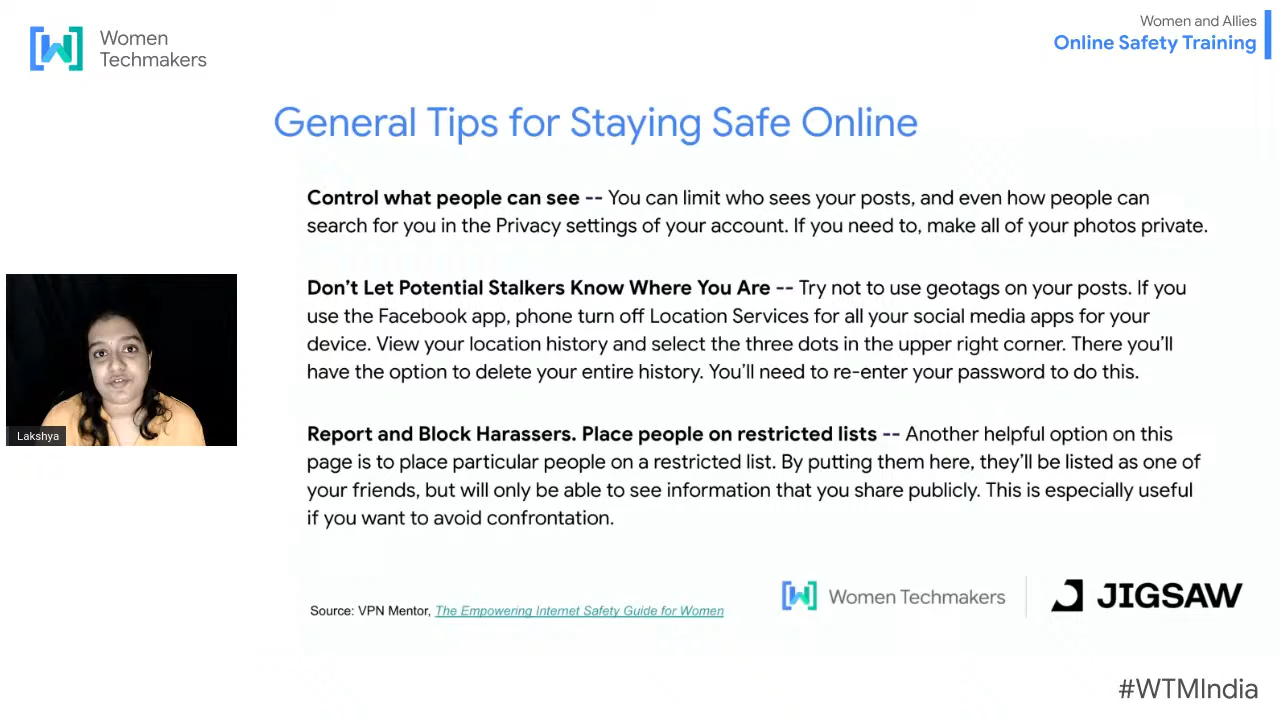 Women
Techmakers
Women and Allies
Online Safety Training
General Tips for Staying Safe Online
Control what people can see -- You can limit who sees your posts, and even how people can
search for you in the Privacy settings of your account. If you need to, make all of your photos private.
Don't Let Potential Stalkers Know Where You Are -- Try not to use geotags on your posts. If you
use the Facebook app, phone turn off Location Services for all your social media apps for your
device. View your location history and select the three dots in the upper right corner. There you'll
have the option to delete your entire history. You'll need to re-enter your password to do this.
Lakshya
Report and Block Harassers. Place people on restricted lists -- Another helpful option on this
page is to place particular people on a restricted list. By putting them here, they'll be listed as one of
your friends, but will only be able to see information that you share publicly. This is especially useful
if you want to avoid confrontation.
Source: VPN Mentor, The Empowering Internet Safety Guide for Women
Women Techmakers
JIGSAW
#WTMIndia